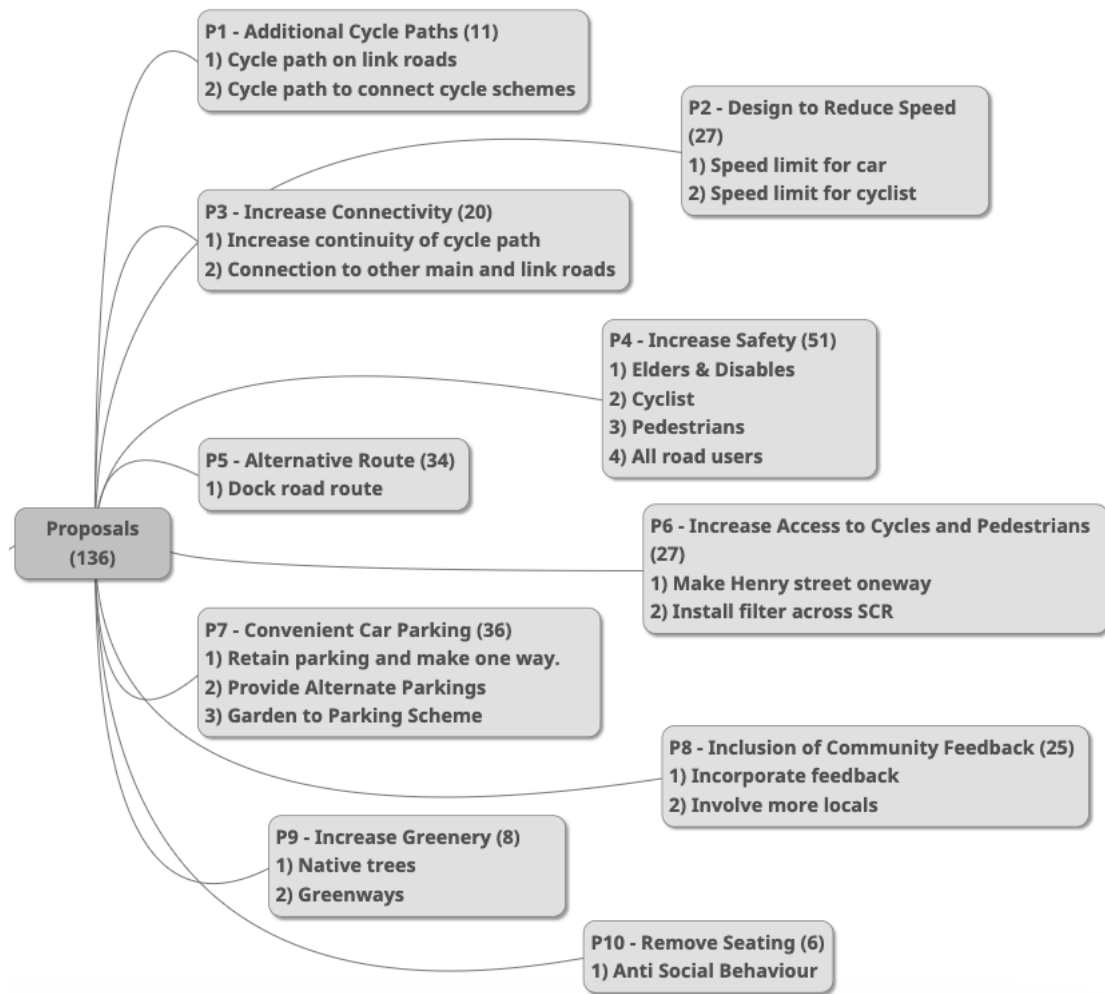 P1 - Additional Cycle Paths (11)
1) Cycle path on link roads
2) Cycle path to connect cycle schemes
P2 - Design to Reduce Speed
(27)
1) Speed limit for car
2) Speed limit for cyclist
P3 - Increase Connectivity (20)
1) Increase continuity of cycle path
2) Connection to other main and link roads
P4 - Increase Safety (51)
1) Elders & Disables
2) Cyclist
3) Pedestrians
4) All road users
P5 - Alternative Route (34)
1) Dock road route
Proposals
(136)
P6 - Increase Access to Cycles and Pedestrians
(27)
1) Make Henry street oneway
2) Install filter across SCR
P7 - Convenient Car Parking (36)
1) Retain parking and make one way.
2) Provide Alternate Parkings
3) Garden to Parking Scheme
P8 - Inclusion of Community Feedback (25)
1) Incorporate feedback
2) Involve more locals
P9 - Increase Greenery (8)
1) Native trees
2) Greenways
P10 - Remove Seating (6)
1) Anti Social Behaviour